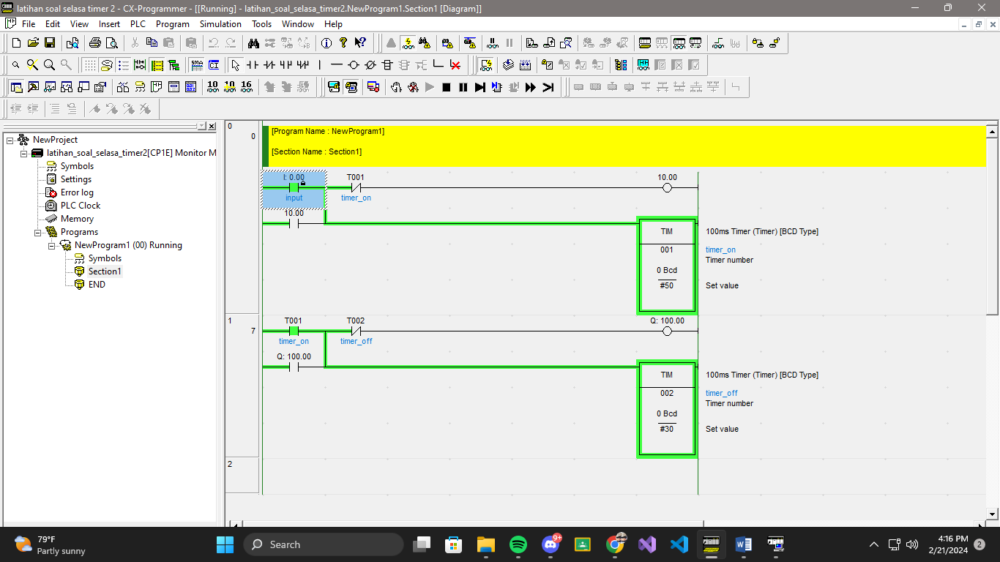 latihan soal selasa timer 2 - CX-Programmer - [[Running] - latihan_soal_selasa_timer2.NewProgram1.Section1 [Diagram]]
File Edit View Insert PLC Program Simulation Tools Window Help
SMA CI
10 10 16
NewProject
latihan_soal_selasa_timer2[CP1E] Monitor M
Symbols
Settings
Error log
PLC Clock
Memory
Programs
NewProgram1 (00) Running
Symbols
Section1
END
0
0
[Program Name : NewProgram1]
[Section Name : Section1]
I: 0.00 T001 10.00
input timer_on
10.00
TIM 100ms Timer (Timer) [BCD Type]
001 timer_on
Timer number
0 Bcd
#50 Set value
1
7
T001 T002 Q: 100.00
timer_on timer_off
Q: 100.00
TIM 100ms Timer (Timer) [BCD Type]
002 timer_off
Timer number
0 Bcd
#30 Set value
2
79°F
Partly sunny
Search
9+
4:16 PM
2/21/2024
2